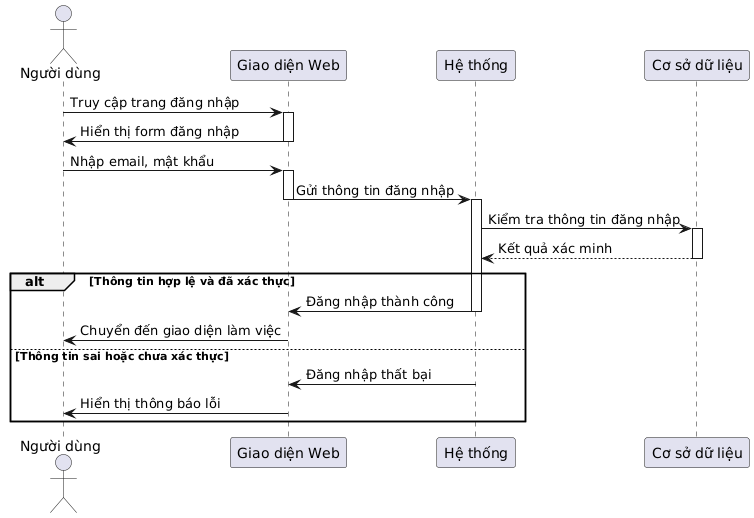 Người dùng
Giao diện Web
Hệ thống
Cơ sở dữ liệu
Truy cập trang đăng nhập
Hiển thị form đăng nhập
Nhập email, mật khẩu
Gửi thông tin đăng nhập
Kiểm tra thông tin đăng nhập
Kết quả xác minh
alt [Thông tin hợp lệ và đã xác thực]
Đăng nhập thành công
Chuyển đến giao diện làm việc
[Thông tin sai hoặc chưa xác thực]
Đăng nhập thất bại
Hiển thị thông báo lỗi
Người dùng
Giao diện Web
Hệ thống
Cơ sở dữ liệu